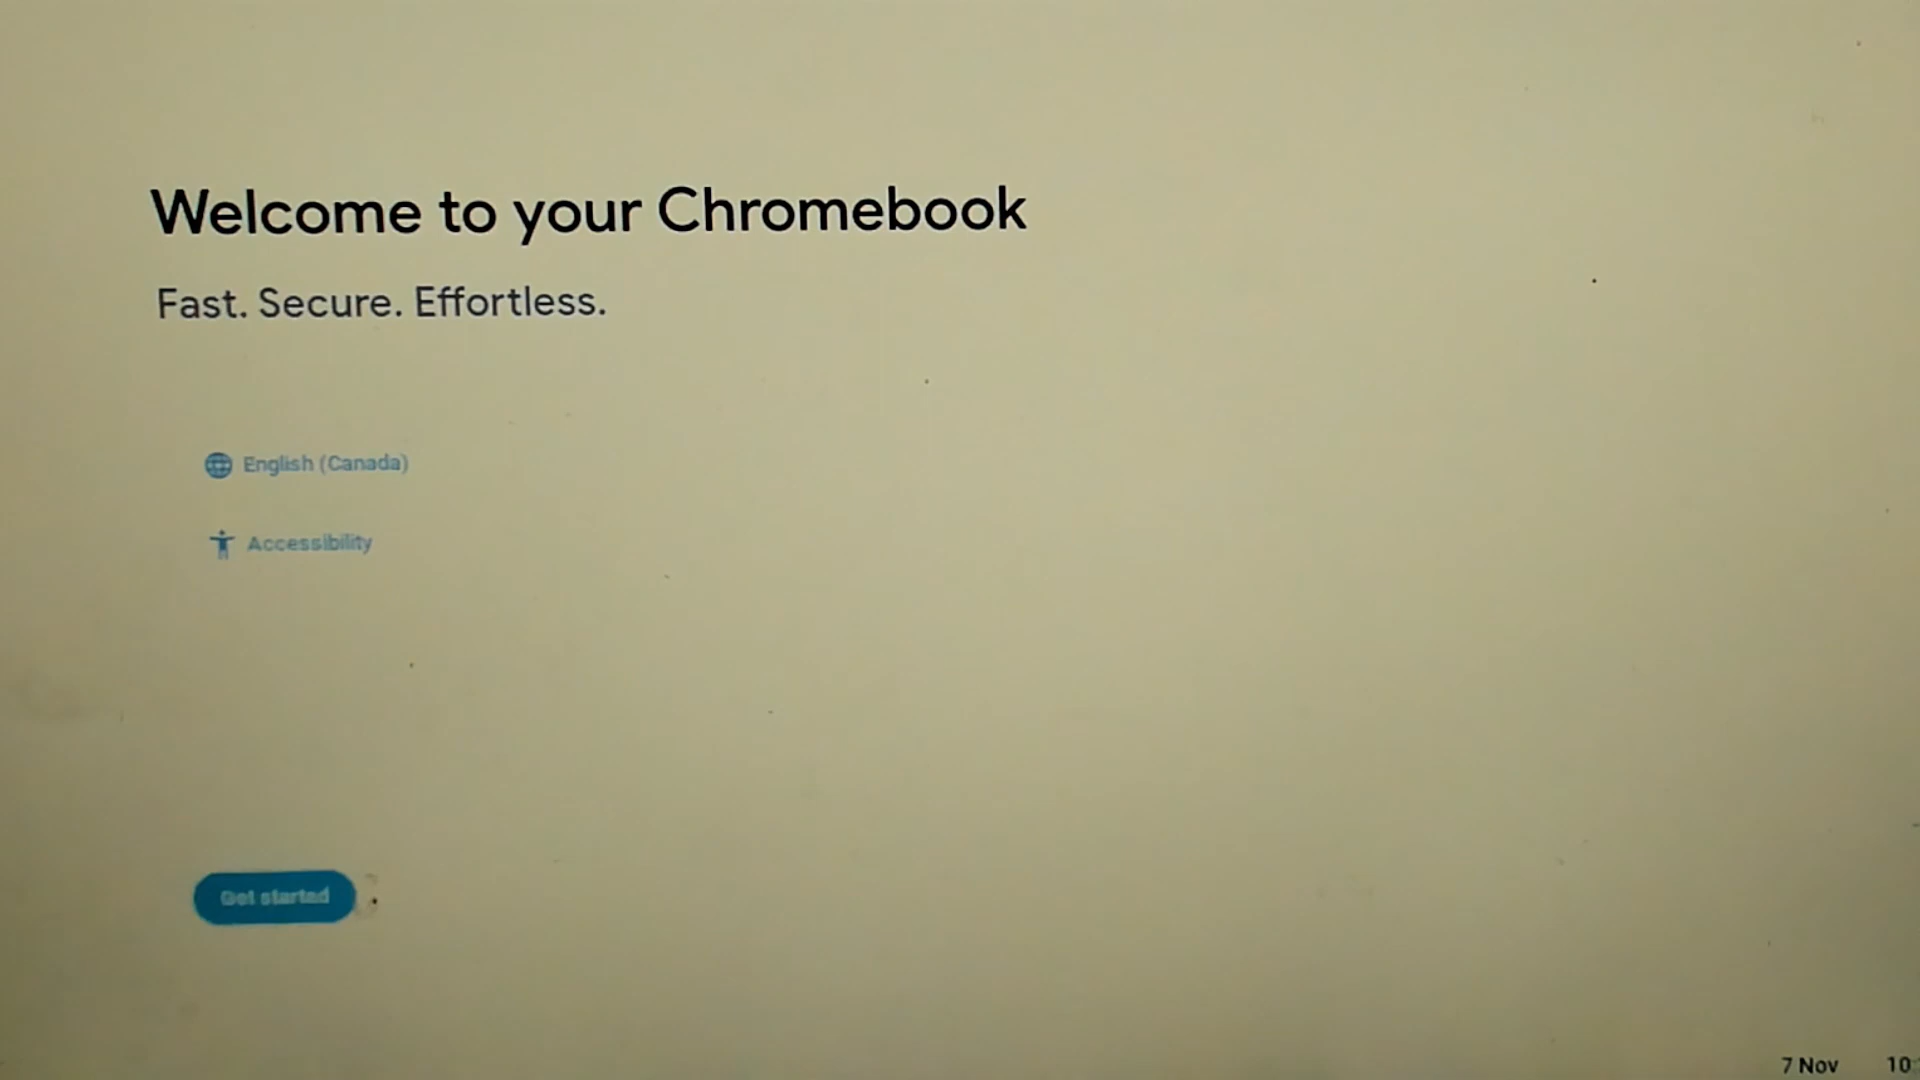 Welcome to your Chromebook
Fast. Secure. Effortless.
English (Canada)
Accessibility
Get started
7 Nov